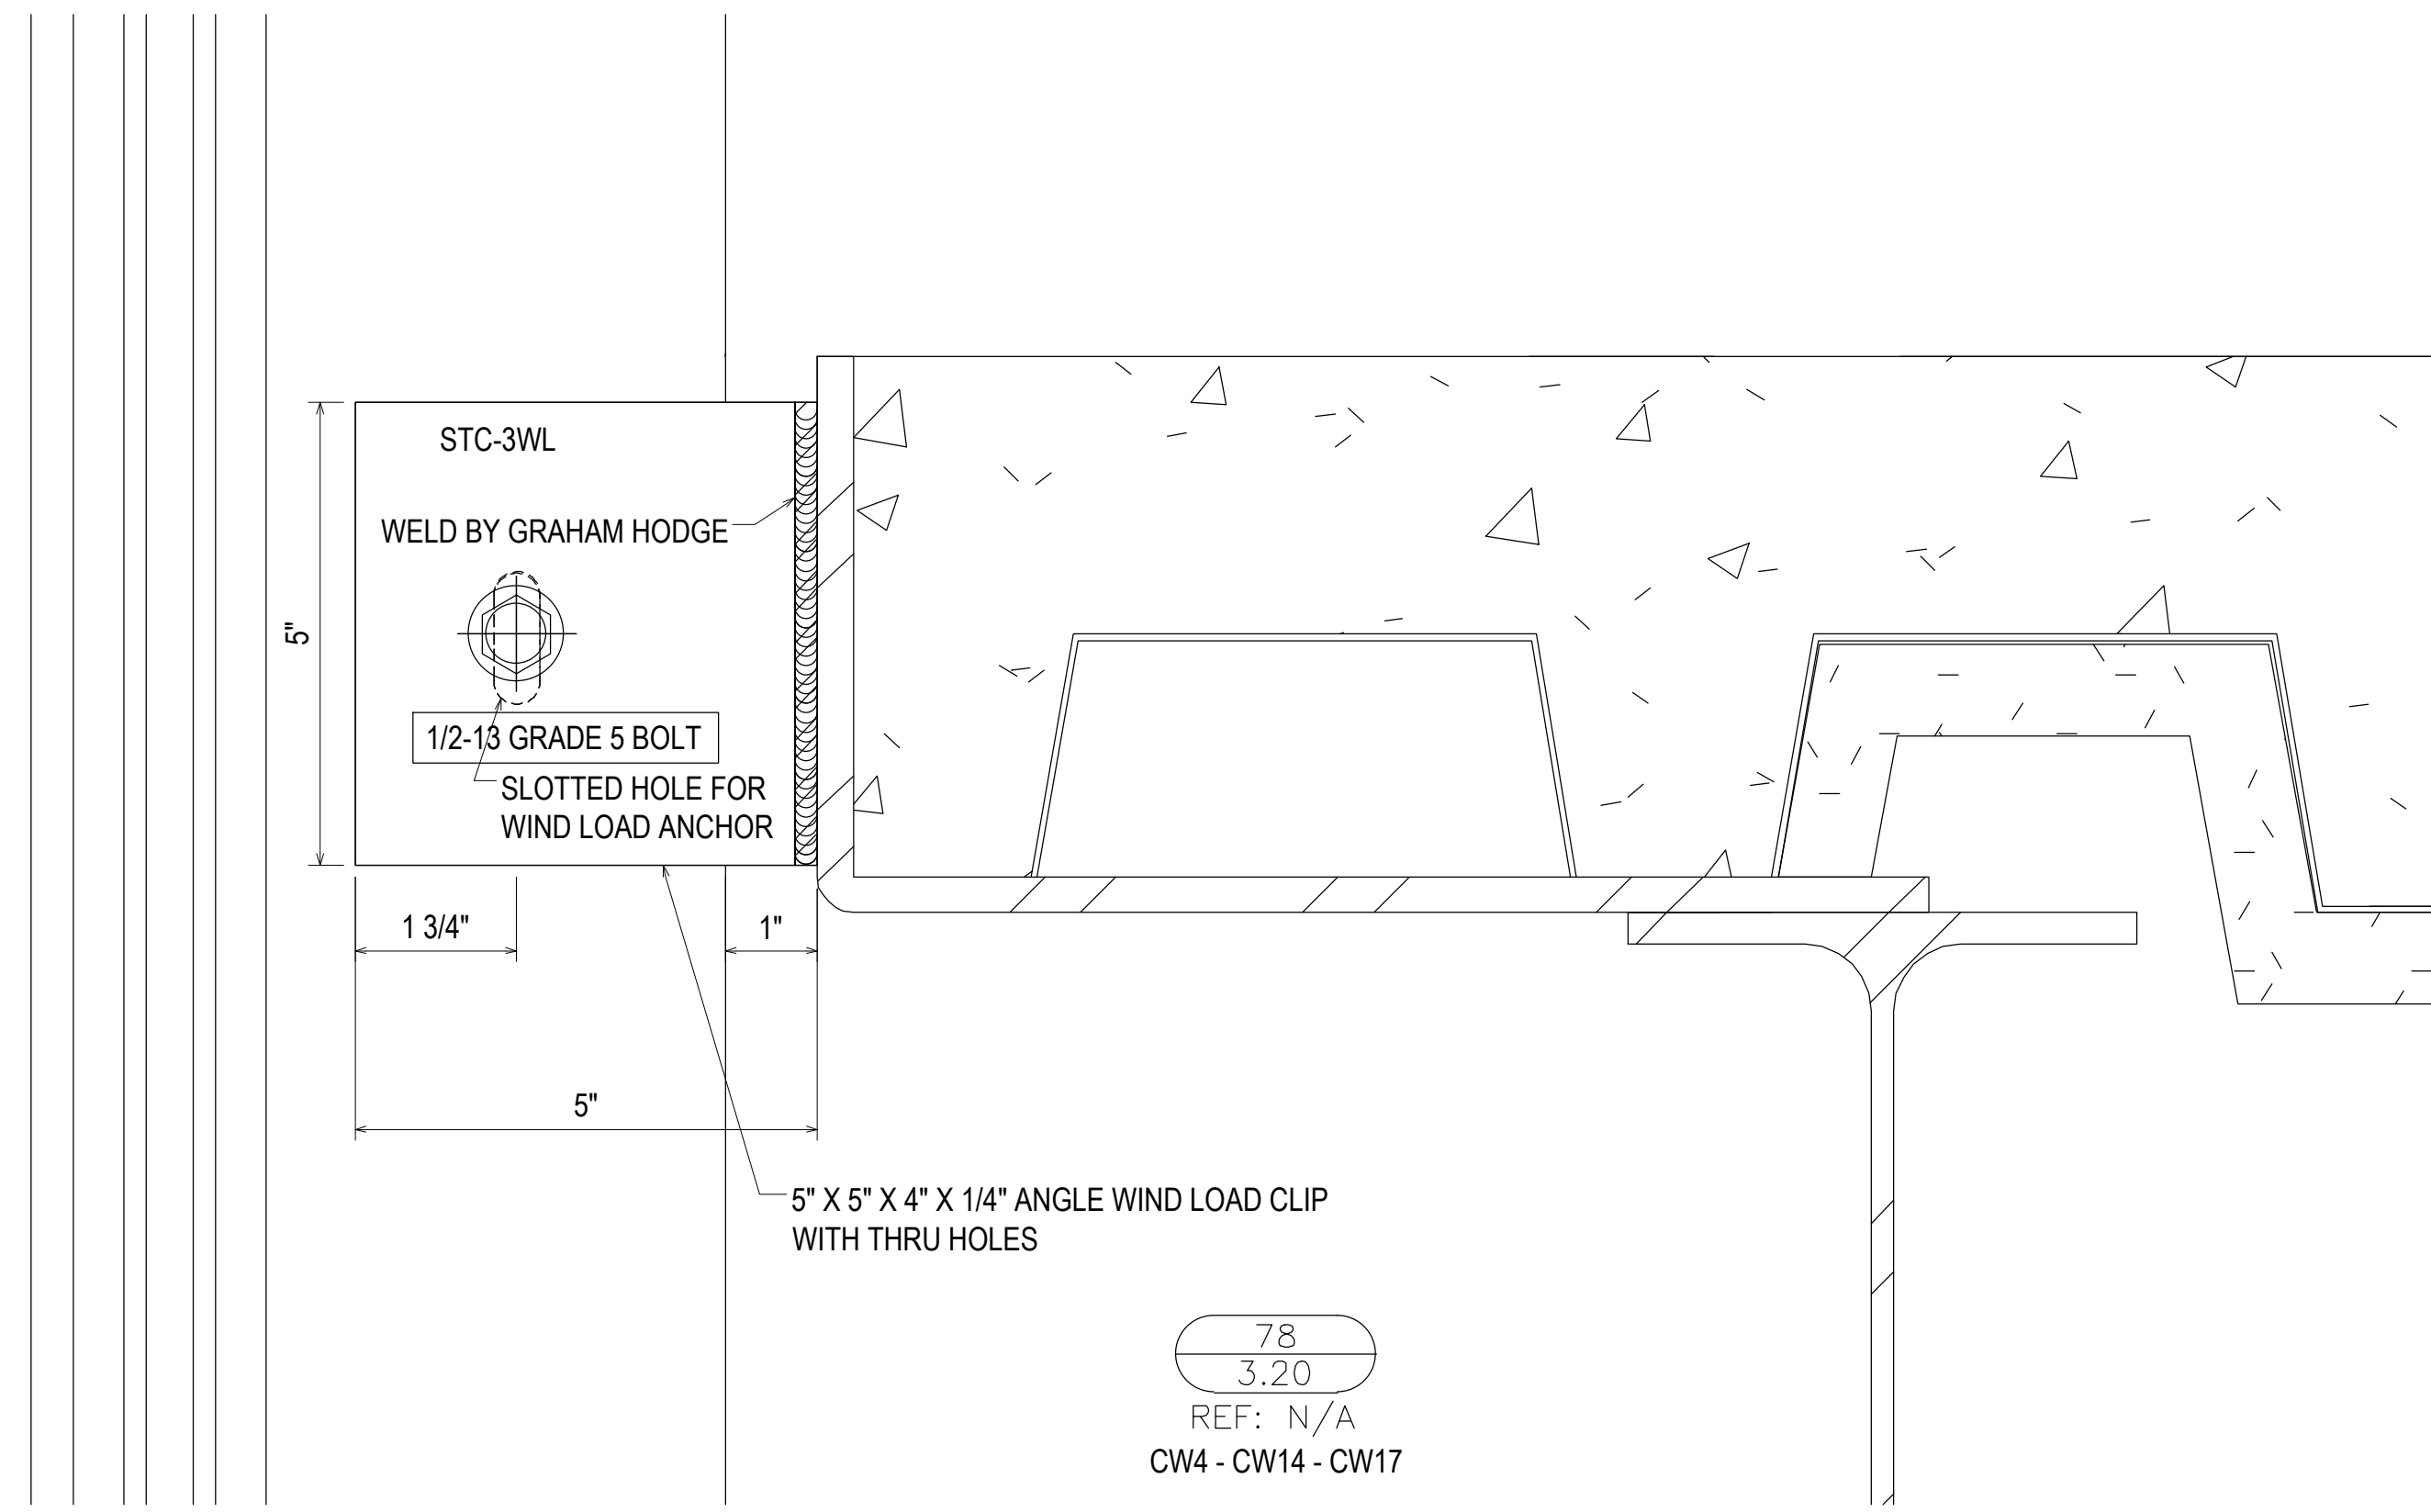 STC-3WL
WELD BY GRAHAM HODGE
5"
1/2-13 GRADE 5 BOLT
SLOTTED HOLE FOR
WIND LOAD ANCHOR
1 3/4"
1"
5"
5" X 5" X 4" X 1/4" ANGLE WIND LOAD CLIP
WITH THRU HOLES
78
3.20
REF: N/A
CW4 - CW14 - CW17